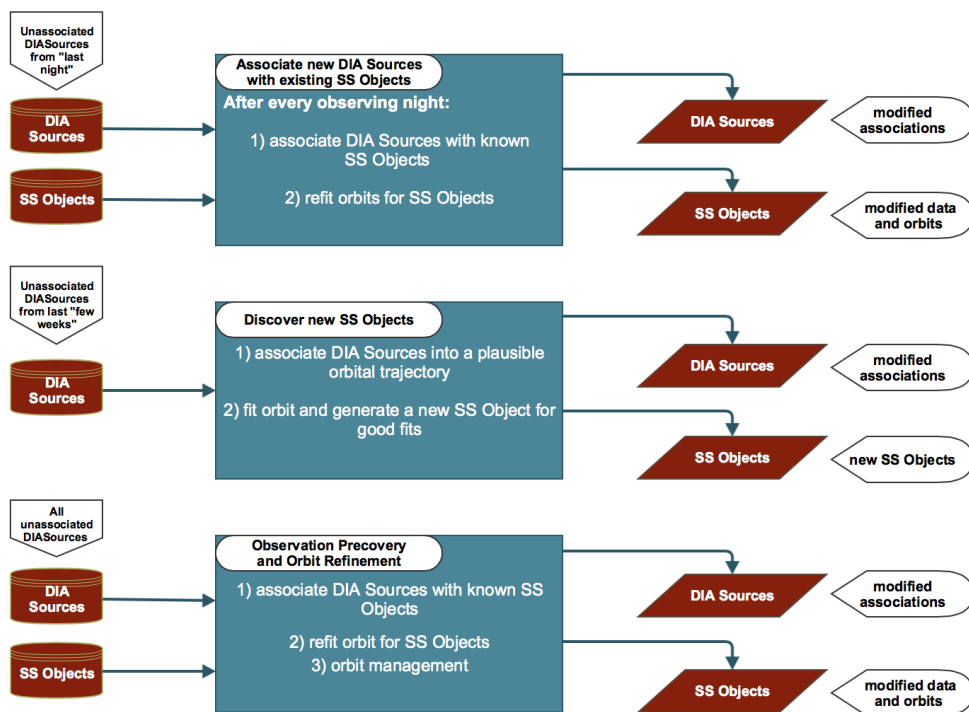 Unassociated
DIASources
from "last
night"
DIA
Sources
SS Objects
Associate new DIA Sources
with existing SS Objects
After every observing night:
1) associate DIA Sources with known
SS Objects
2) refit orbits for SS Objects
DIA Sources
modified
associations
SS Objects
modified data
and orbits
Unassociated
DIASources
from last "few
weeks"
DIA
Sources
Discover new SS Objects
1) associate DIA Sources into a plausible
orbital trajectory
2) fit orbit and generate a new SS Object for
good fits
DIA Sources
modified
associations
SS Objects
new SS Objects
All
unassociated
DIASources
DIA
Sources
SS Objects
Observation Precovery
and Orbit Refinement
1) associate DIA Sources with known SS
Objects
2) refit orbit for SS Objects
3) orbit management
DIA Sources
modified
associations
SS Objects
modified data
and orbits